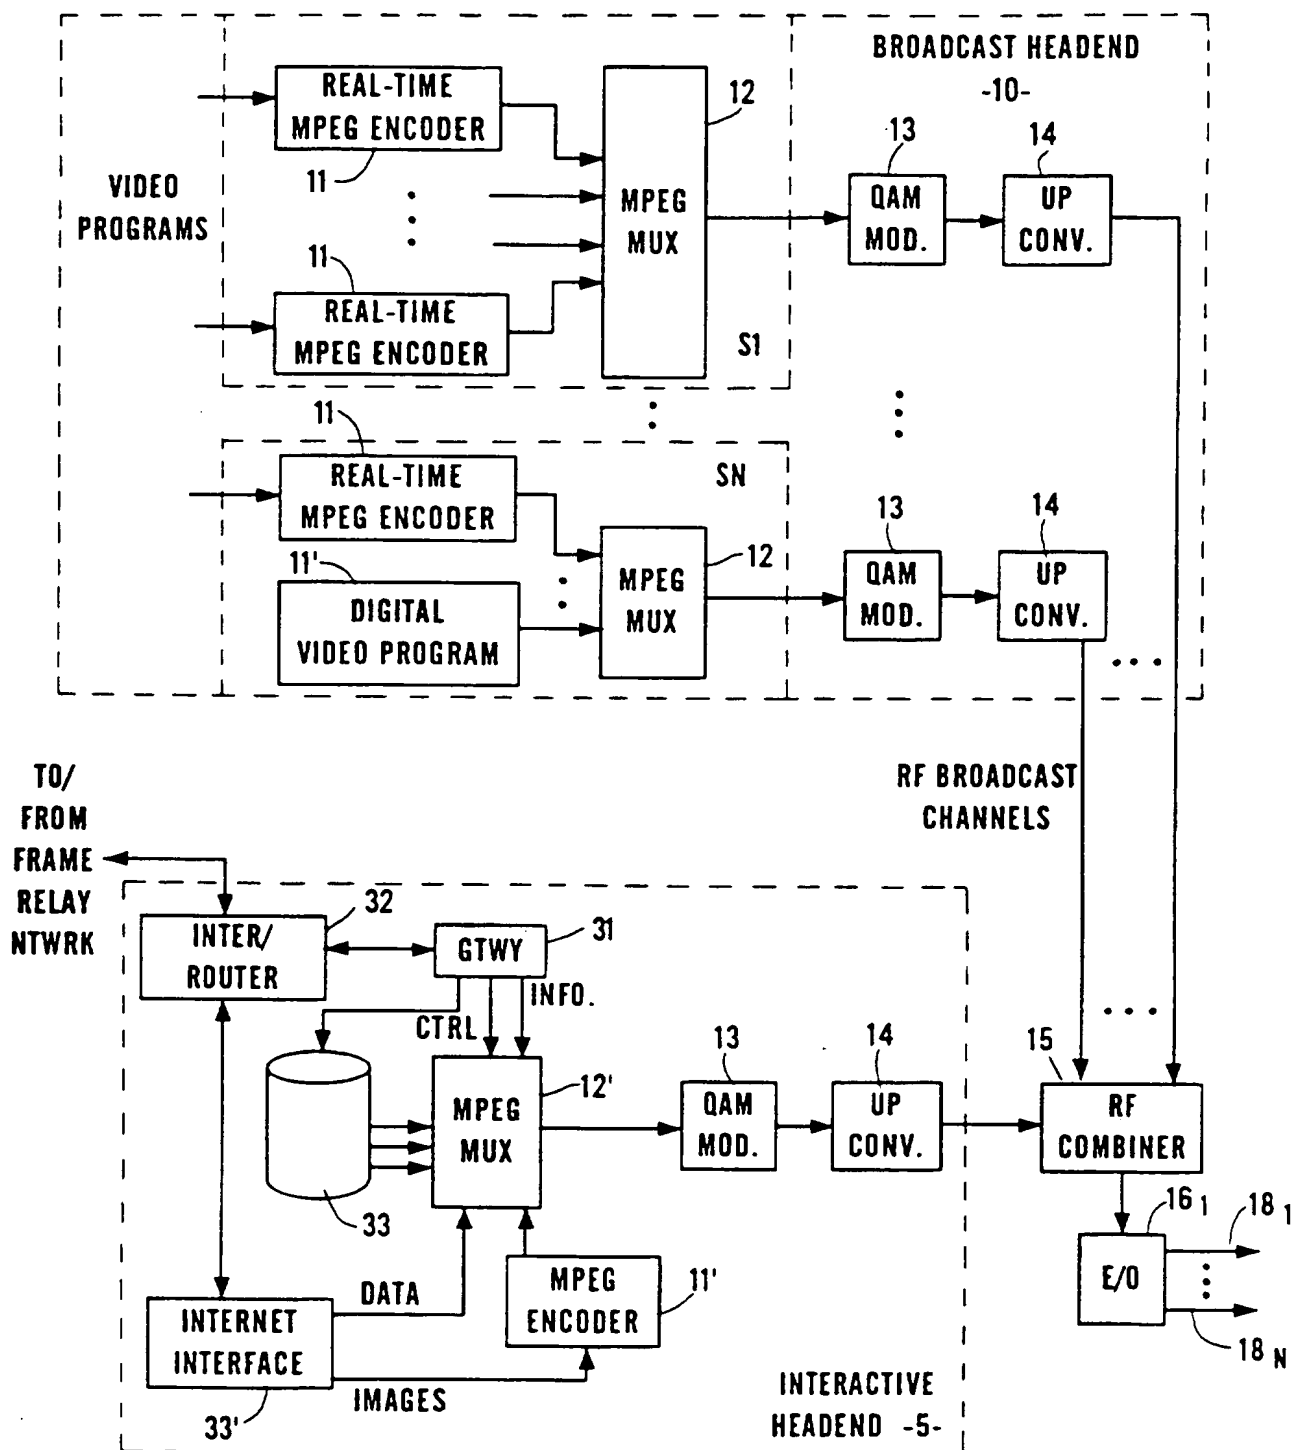 BROADCAST HEADEND
-10-
REAL-TIME
MPEG ENCODER
11
12
13
14
VIDEO
PROGRAMS
MPEG
MUX
QAM
MOD.
UP
CONV.
11
REAL-TIME
MPEG ENCODER
S1
11
REAL-TIME
MPEG ENCODER
SN
13
14
11'
DIGITAL
VIDEO PROGRAM
MPEG
MUX
12
QAM
MOD.
UP
CONV.
TO/
FROM
FRAME
RELAY
NTWRK
RF BROADCAST
CHANNELS
INTER/
ROUTER
32
GTWY
31
CTRL
INFO.
33
MPEG
MUX
12'
13
QAM
MOD.
14
UP
CONV.
15
RF
COMBINER
16 1
E/O
18 1
18 N
DATA
MPEG
ENCODER
11'
INTERNET
INTERFACE
33'
IMAGES
INTERACTIVE
HEADEND -5-